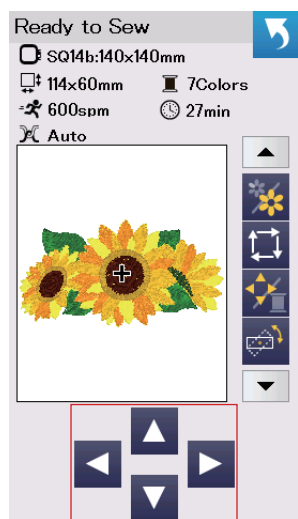 Ready to Sew
SQ14b:140x140mm
114x60mm 7Colors
600spm 27min
Auto